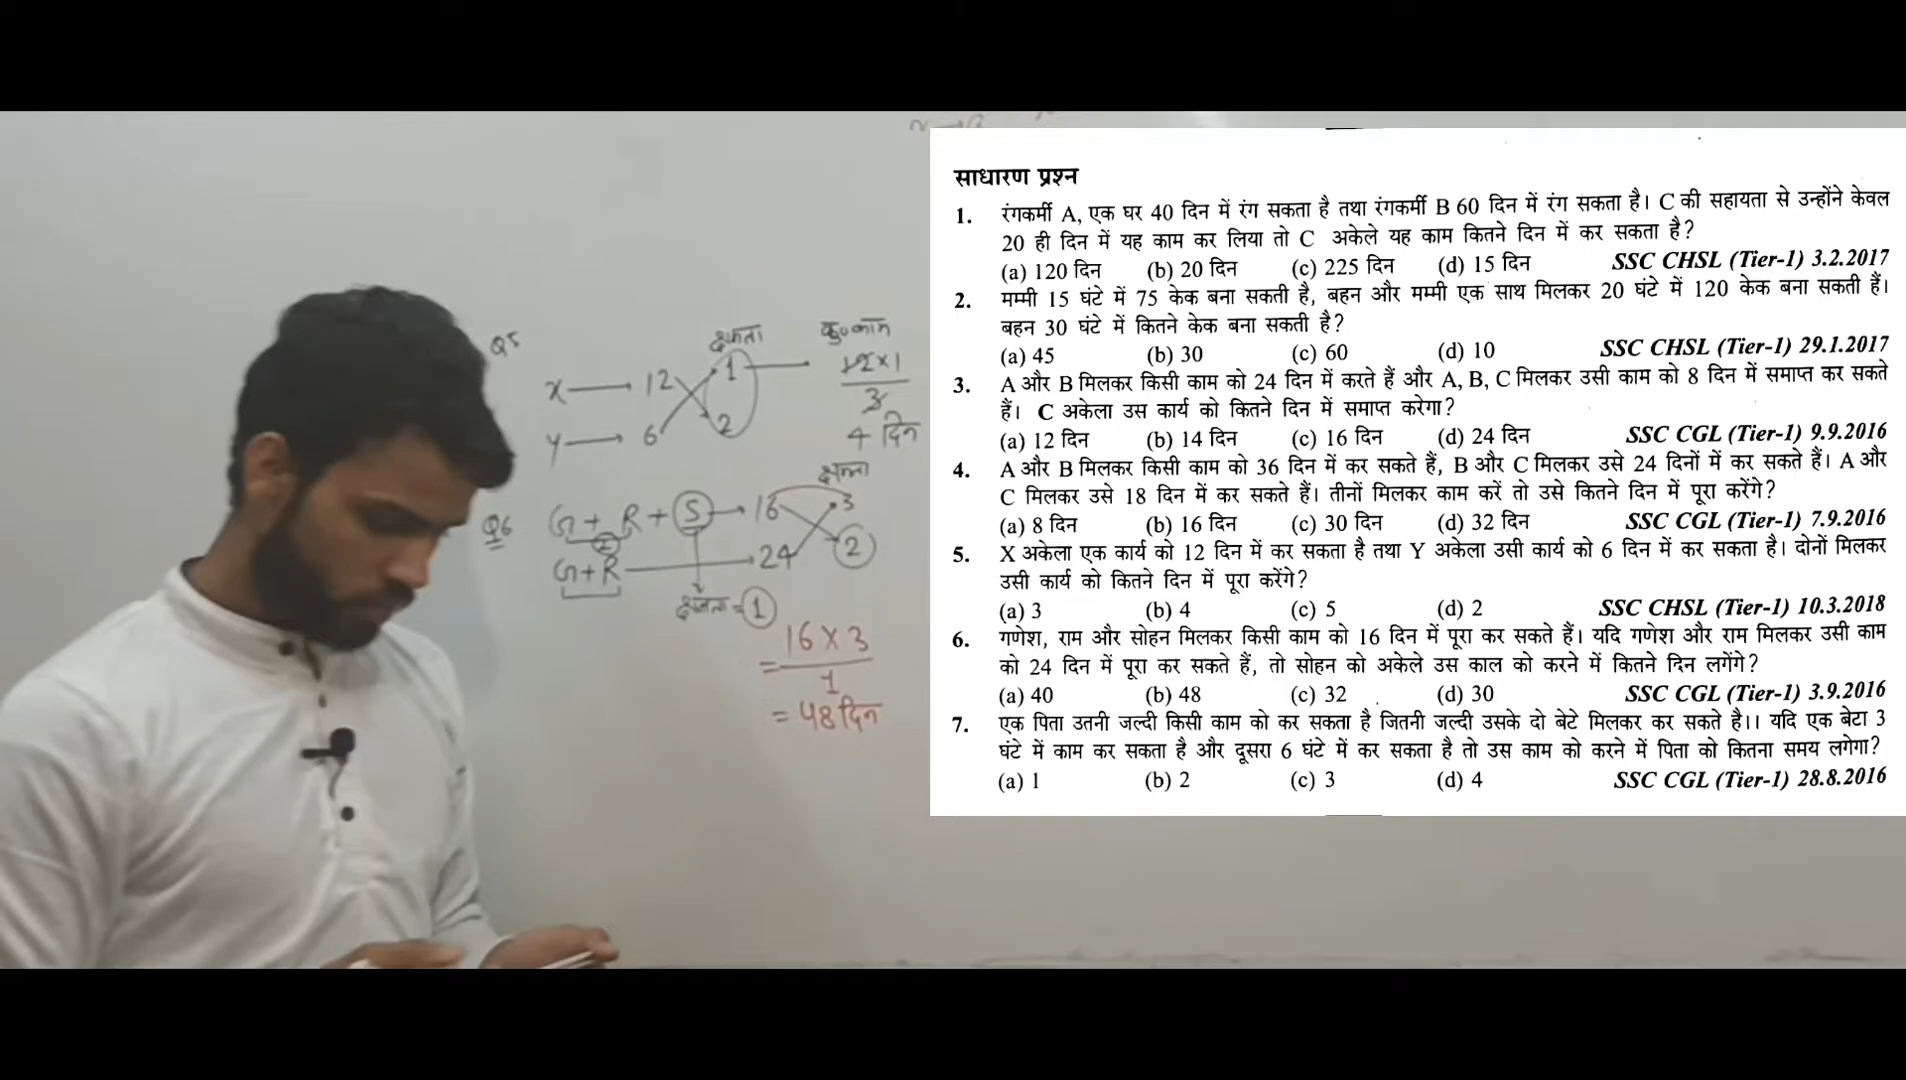 Q5
क्षमता
कु०काम
X → 12 1 12×1
3
Y → 6 2 4 दिन
क्षमता
Q6 G + R + S → 16 3
2
G+R → 24 2
क्षमता = 1
= 16 × 3
1
= 48 दिन
साधारण प्रश्न
1. रंगकर्मी A, एक घर 40 दिन में रंग सकता है तथा रंगकर्मी B 60 दिन में रंग सकता है। C की सहायता से उन्होंने केवल
20 ही दिन में यह काम कर लिया तो C अकेले यह काम कितने दिन में कर सकता है?
(a) 120 दिन (b) 20 दिन (c) 225 दिन (d) 15 दिन SSC CHSL (Tier-1) 3.2.2017
2. मम्मी 15 घंटे में 75 केक बना सकती है, बहन और मम्मी एक साथ मिलकर 20 घंटे में 120 केक बना सकती हैं।
बहन 30 घंटे में कितने केक बना सकती है?
(a) 45 (b) 30 (c) 60 (d) 10 SSC CHSL (Tier-1) 29.1.2017
3. A और B मिलकर किसी काम को 24 दिन में करते हैं और A, B, C मिलकर उसी काम को 8 दिन में समाप्त कर सकते
हैं। C अकेला उस कार्य को कितने दिन में समाप्त करेगा?
(a) 12 दिन (b) 14 दिन (c) 16 दिन (d) 24 दिन SSC CGL (Tier-1) 9.9.2016
4. A और B मिलकर किसी काम को 36 दिन में कर सकते हैं, B और C मिलकर उसे 24 दिनों में कर सकते हैं। A और
C मिलकर उसे 18 दिन में कर सकते हैं। तीनों मिलकर काम करें तो उसे कितने दिन में पूरा करेंगे?
(a) 8 दिन (b) 16 दिन (c) 30 दिन (d) 32 दिन SSC CGL (Tier-1) 7.9.2016
5. X अकेला एक कार्य को 12 दिन में कर सकता है तथा Y अकेला उसी कार्य को 6 दिन में कर सकता है। दोनों मिलकर
उसी कार्य को कितने दिन में पूरा करेंगे?
(a) 3 (b) 4 (c) 5 (d) 2 SSC CHSL (Tier-1) 10.3.2018
6. गणेश, राम और सोहन मिलकर किसी काम को 16 दिन में पूरा कर सकते हैं। यदि गणेश और राम मिलकर उसी काम
को 24 दिन में पूरा कर सकते हैं, तो सोहन को अकेले उस काल को करने में कितने दिन लगेंगे?
(a) 40 (b) 48 (c) 32 (d) 30 SSC CGL (Tier-1) 3.9.2016
7. एक पिता उतनी जल्दी किसी काम को कर सकता है जितनी जल्दी उसके दो बेटे मिलकर कर सकते है।। यदि एक बेटा 3
घंटे में काम कर सकता है और दूसरा 6 घंटे में कर सकता है तो उस काम को करने में पिता को कितना समय लगेगा?
(a) 1 (b) 2 (c) 3 (d) 4 SSC CGL (Tier-1) 28.8.2016